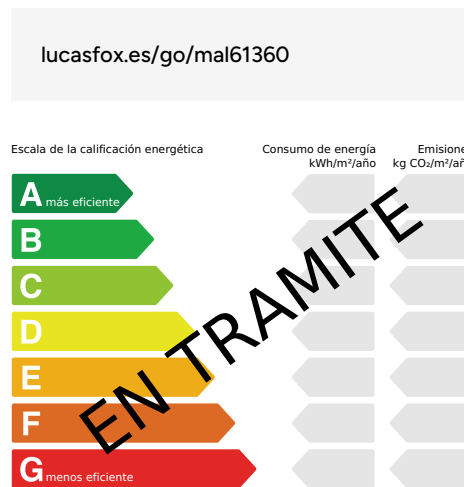 lucasfox.es/go/mal61360
Escala de la calificación energética
Consumo de energía
kWh/m²/año
Emisione
kg CO₂/m²/añ
A más eficiente
B
C
D
E
F
G menos eficiente
EN TRAMITE